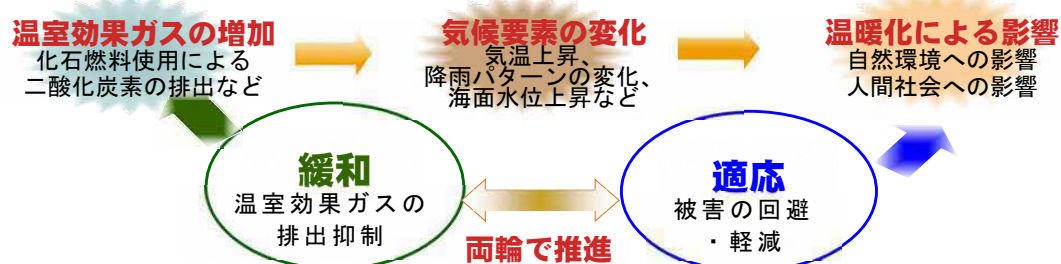 温室効果ガスの増加
化石燃料使用による
二酸化炭素の排出など
気候要素の変化
気温上昇、
降雨パターンの変化、
海面水位上昇など
温暖化による影響
自然環境への影響
人間社会への影響
緩和
温室効果ガスの
排出抑制
両輪で推進
適応
被害の回避
・軽減